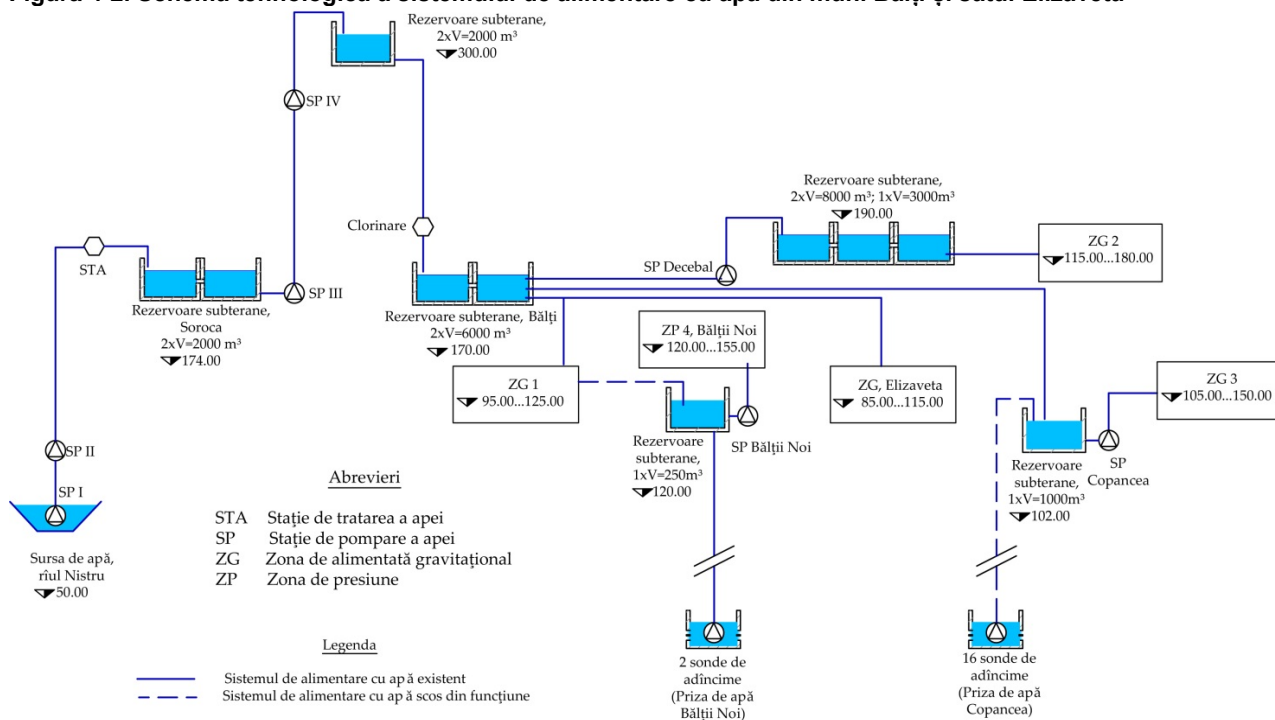 Figura 4-2. Schema tehnologică a sistemului de alimentare cu apă din mun. Bălți și satul Elizaveta
Rezervoare subterane,
2xV=2000 m³
300.00
SP IV
Clorinare
STA
Rezervoare subterane,
Soroca
2xV=2000 m³
174.00
SP III
Rezervoare subterane, Bălți
2xV=6000 m³
170.00
SP Decebal
Rezervoare subterane,
2xV=8000 m³; 1xV=3000m³
190.00
ZG 2
115.00...180.00
ZP 4, Bălții Noi
120.00...155.00
ZG 1
95.00...125.00
ZG, Elizaveta
85.00...115.00
ZG 3
105.00...150.00
SP Bălții Noi
Rezervoare
subterane,
1xV=250m³
120.00
SP
Copancea
Rezervoare
subterane,
1xV=1000m³
102.00
SP II
SP I
Sursa de apă,
rîul Nistru
50.00
Abrevieri
STA Stație de tratarea a apei
SP Stație de pompare a apei
ZG Zona de alimentată gravitațional
ZP Zona de presiune
Legenda
Sistemul de alimentare cu apă existent
Sistemul de alimentare cu apă scos din funcțiune
2 sonde de
adîncime
(Priza de apă
Bălții Noi)
16 sonde de
adîncime
(Priza de apă
Copancea)